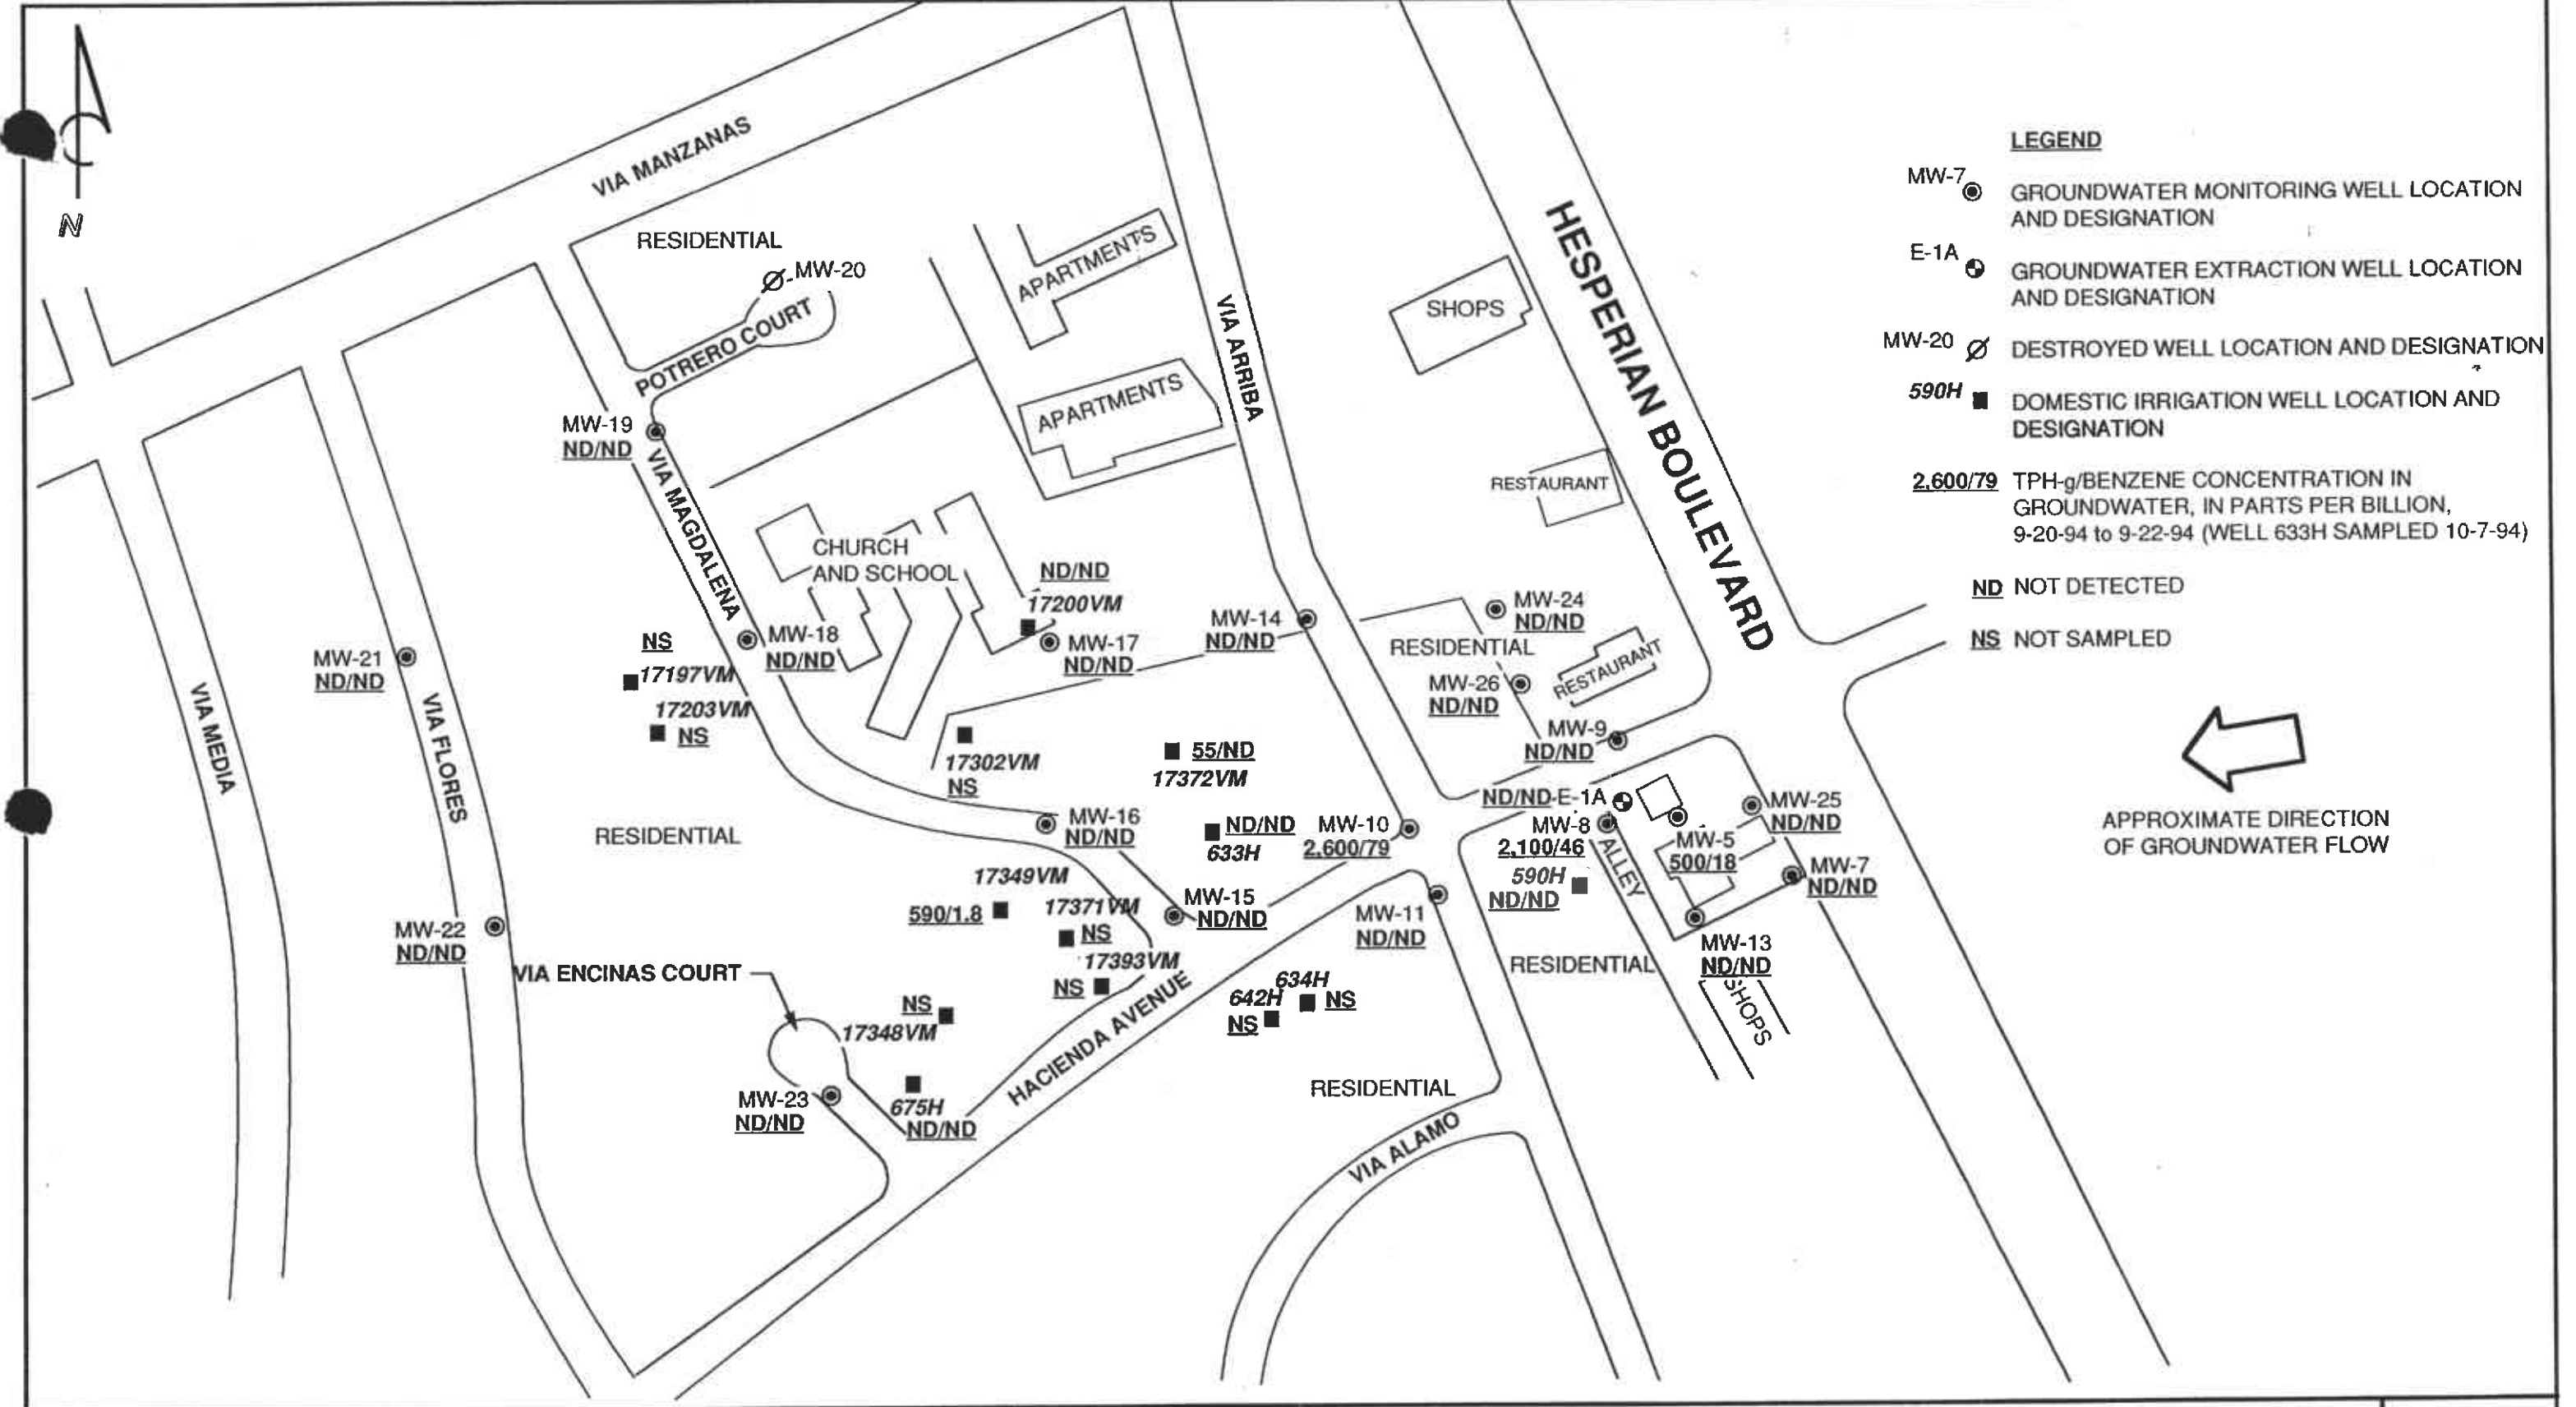 N
VIA MANZANAS
RESIDENTIAL
MW-20
POTRERO COURT
APARTMENTS
APARTMENTS
VIA ARRIBA
SHOPS
HESPERIAN BOULEVARD
RESTAURANT
LEGEND
MW-7
GROUNDWATER MONITORING WELL LOCATION
AND DESIGNATION
E-1A
GROUNDWATER EXTRACTION WELL LOCATION
AND DESIGNATION
MW-20
DESTROYED WELL LOCATION AND DESIGNATION
590H
DOMESTIC IRRIGATION WELL LOCATION AND
DESIGNATION
2,600/79
TPH-g/BENZENE CONCENTRATION IN
GROUNDWATER, IN PARTS PER BILLION,
9-20-94 to 9-22-94 (WELL 633H SAMPLED 10-7-94)
ND NOT DETECTED
NS NOT SAMPLED
APPROXIMATE DIRECTION
OF GROUNDWATER FLOW
MW-19
ND/ND
VIA MAGDALENA
CHURCH
AND SCHOOL
ND/ND
17200VM
MW-17
ND/ND
MW-18
ND/ND
MW-14
ND/ND
RESIDENTIAL
MW-24
ND/ND
RESTAURANT
MW-26
ND/ND
MW-9
ND/ND
MW-21
ND/ND
VIA MEDIA
VIA FLORES
NS
17197VM
17203VM
NS
17302VM
NS
55/ND
17372VM
RESIDENTIAL
MW-16
ND/ND
ND/ND
633H
MW-10
2,600/79
ND/ND
E-1A
MW-8
2,100/46
MW-5
500/18
MW-25
ND/ND
MW-7
ND/ND
ALLEY
590H
ND/ND
17349VM
590/1.8
17371VM
NS
17393VM
NS
MW-15
ND/ND
MW-11
ND/ND
MW-13
ND/ND
SHOPS
RESIDENTIAL
MW-22
ND/ND
VIA ENCINAS COURT
NS
17348VM
634H
NS
642H
NS
HACIENDA AVENUE
MW-23
ND/ND
675H
ND/ND
RESIDENTIAL
VIA ALAMO